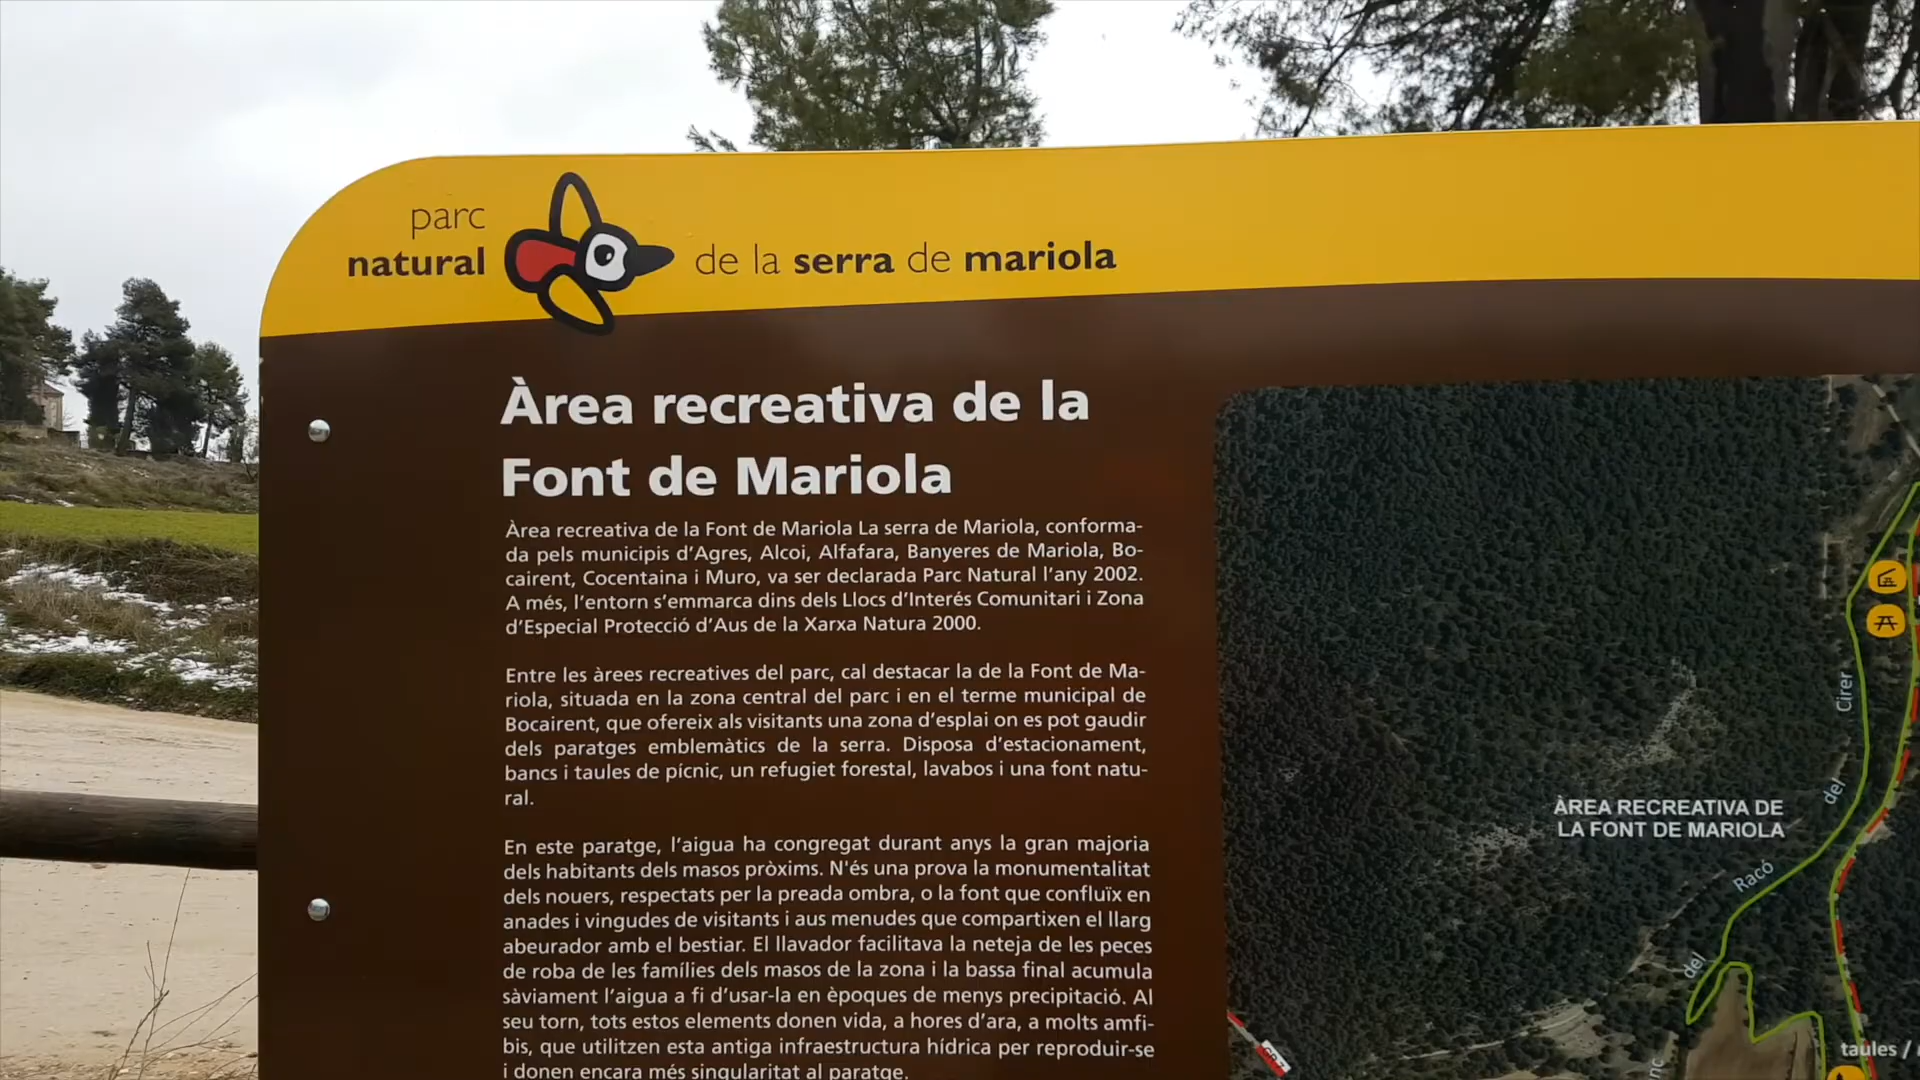 parc
natural de la serra de mariola
Àrea recreativa de la
Font de Mariola
Àrea recreativa de la Font de Mariola La serra de Mariola, conforma-
da pels municipis d'Agres, Alcoi, Alfafara, Banyeres de Mariola, Bo-
cairent, Cocentaina i Muro, va ser declarada Parc Natural l'any 2002.
A més, l'entorn s'emmarca dins dels Llocs d'Interés Comunitari i Zona
d'Especial Protecció d'Aus de la Xarxa Natura 2000.
Entre les àrees recreatives del parc, cal destacar la de la Font de Ma-
riola, situada en la zona central del parc i en el terme municipal de
Bocairent, que ofereix als visitants una zona d'esplai on es pot gaudir
dels paratges emblemàtics de la serra. Disposa d'estacionament,
bancs i taules de pícnic, un refugiet forestal, lavabos i una font natu-
ral.
En este paratge, l'aigua ha congregat durant anys la gran majoria
dels habitants dels masos pròxims. N'és una prova la monumentalitat
dels nouers, respectats per la preada ombra, o la font que confluïx en
anades i vingudes de visitants i aus menudes que compartixen el llarg
abeurador amb el bestiar. El llavador facilitava la neteja de les peces
de roba de les famílies dels masos de la zona i la bassa final acumula
sàviament l'aigua a fi d'usar-la en èpoques de menys precipitació. Al
seu torn, tots estos elements donen vida, a hores d'ara, a molts amfi-
bis, que utilitzen esta antiga infraestructura hídrica per reproduir-se
i donen encara més singularitat al paratge.
ÀREA RECREATIVA DE
LA FONT DE MARIOLA
Cirer
del
Racó
del
taules /